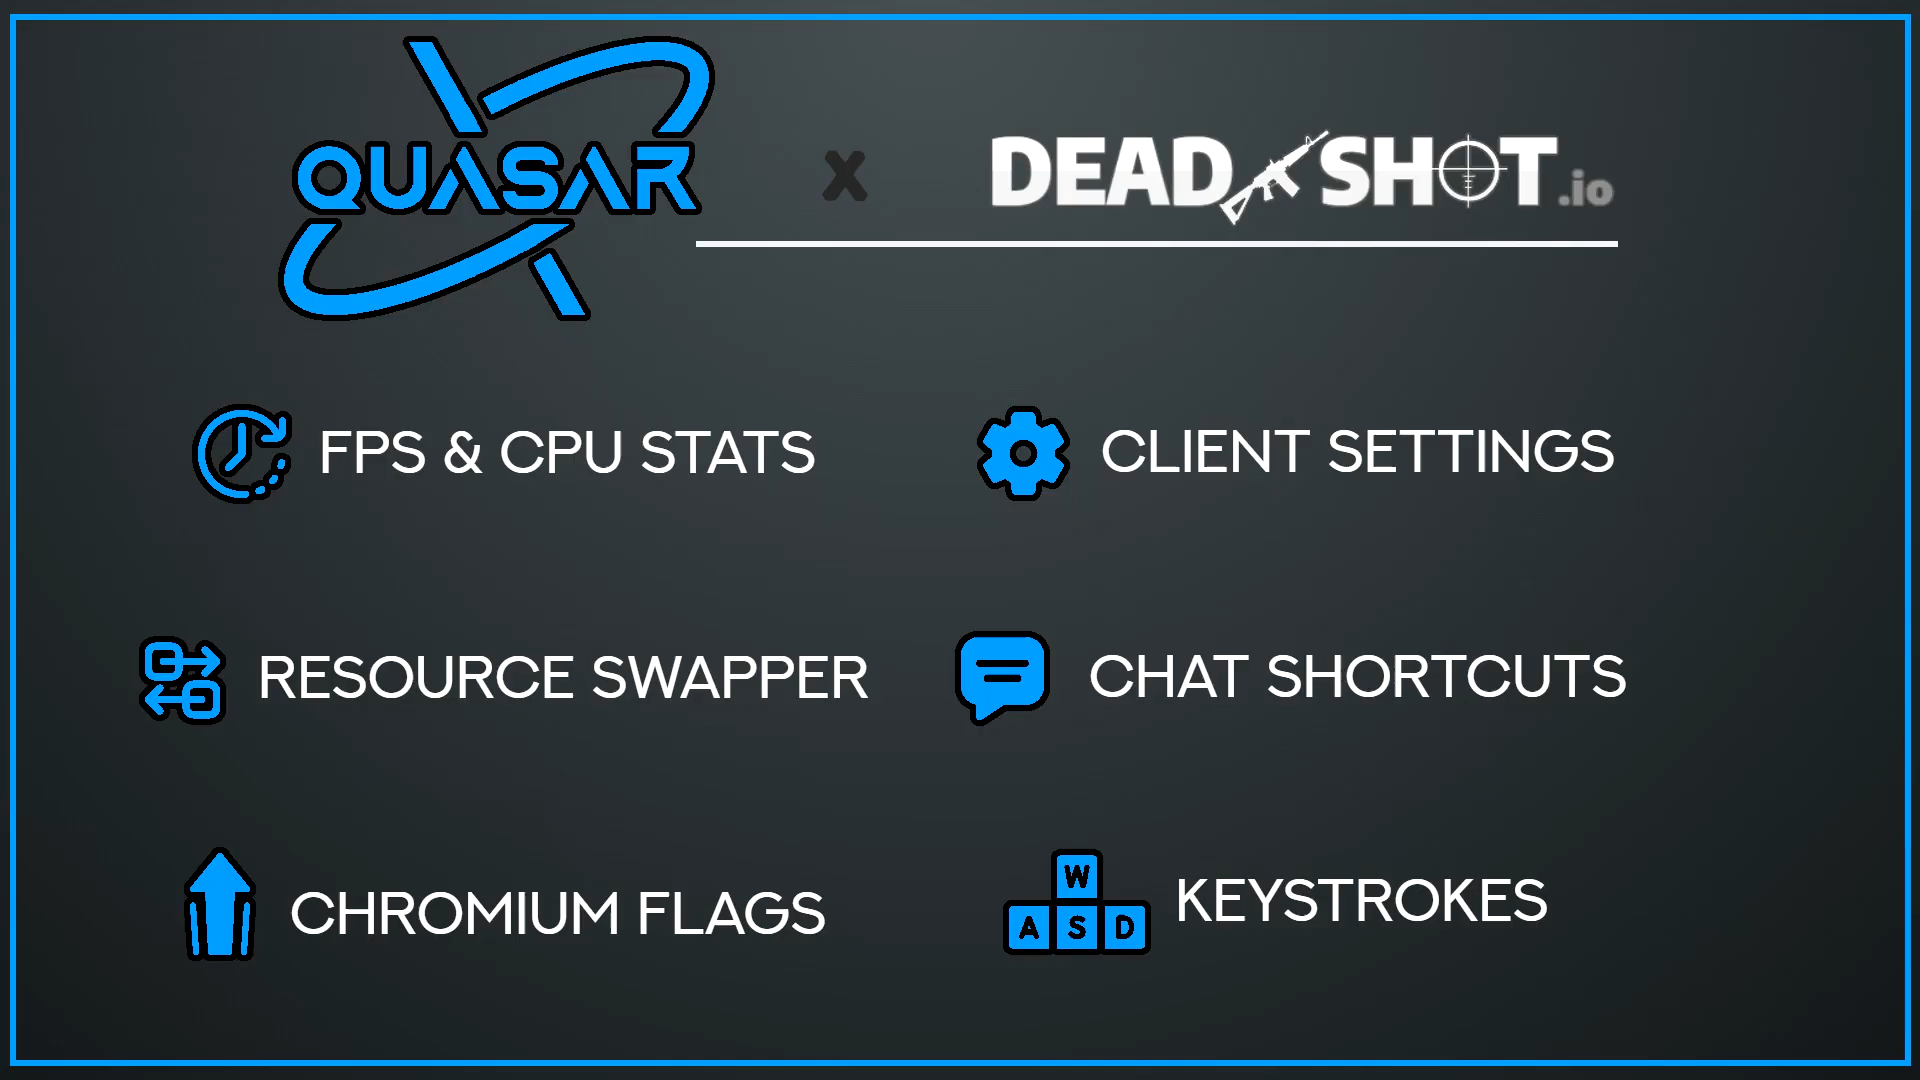 QUASAR
X
DEADSHOT.io
FPS & CPU STATS
CLIENT SETTINGS
RESOURCE SWAPPER
CHAT SHORTCUTS
CHROMIUM FLAGS
W
A S D
KEYSTROKES